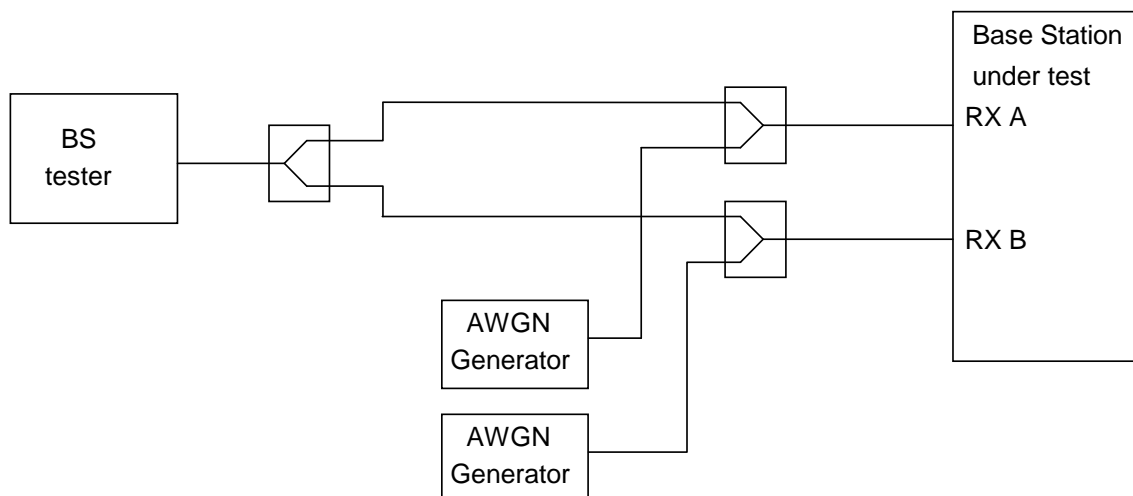 BS
tester
Base Station
under test
RX A
RX B
AWGN
Generator
AWGN
Generator